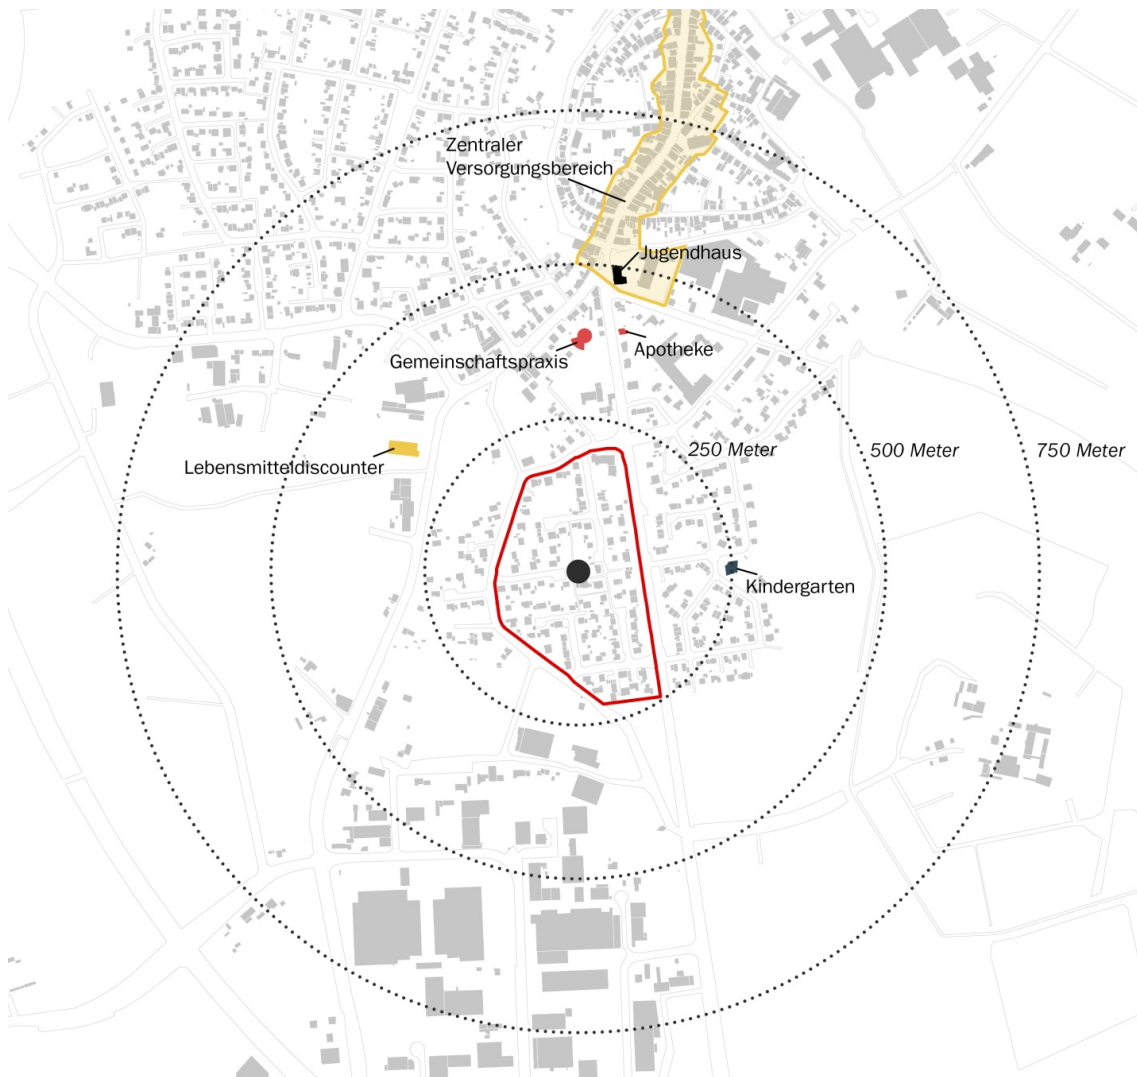 Zentraler
Versorgungsbereich
Jugendhaus
Apotheke
Gemeinschaftspraxis
250 Meter
500 Meter
750 Meter
Lebensmitteldiscounter
Kindergarten